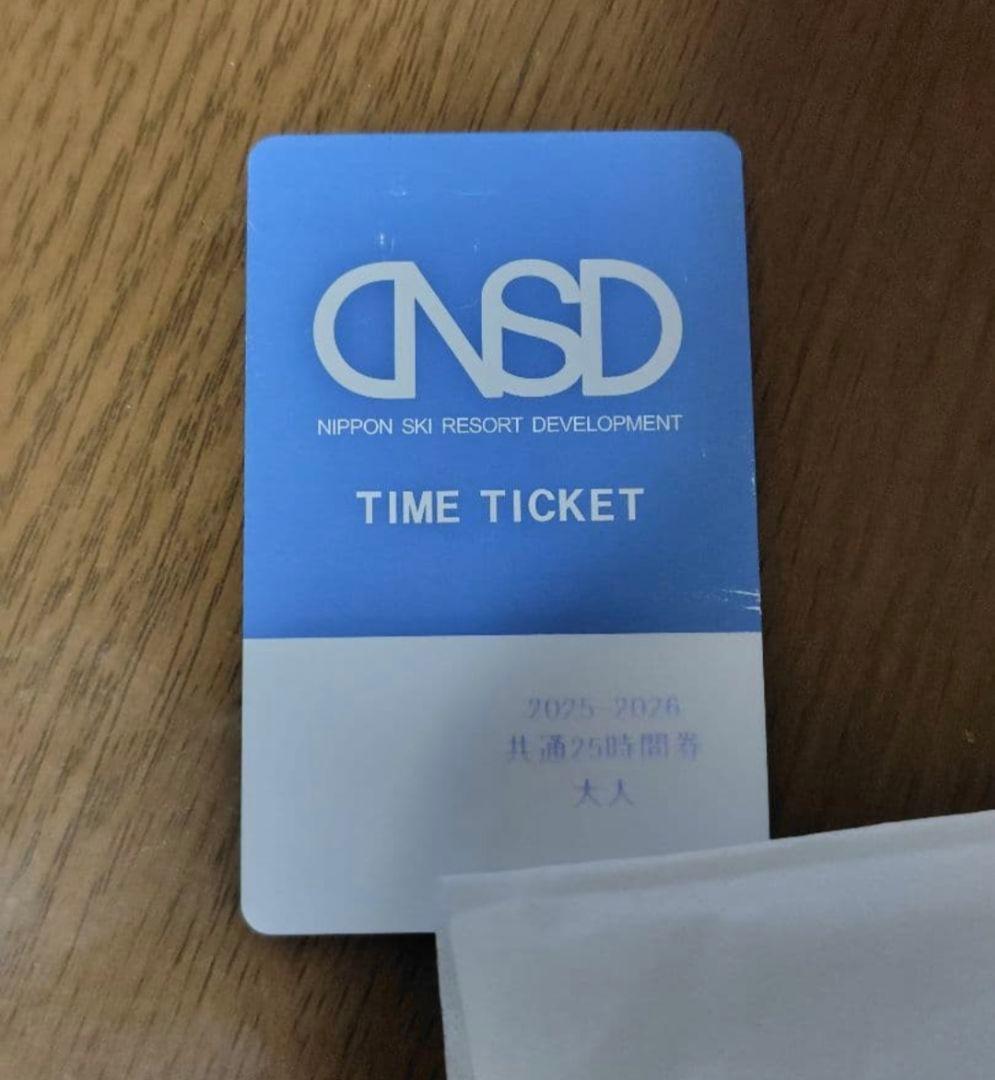 NSD
NIPPON SKI RESORT DEVELOPMENT
TIME TICKET
2025-2026
共通25時間券
大人